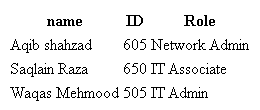 name ID Role
Aqib shahzad 605 Network Admin
Saqlain Raza 650 IT Associate
Waqas Mehmood 505 IT Admin